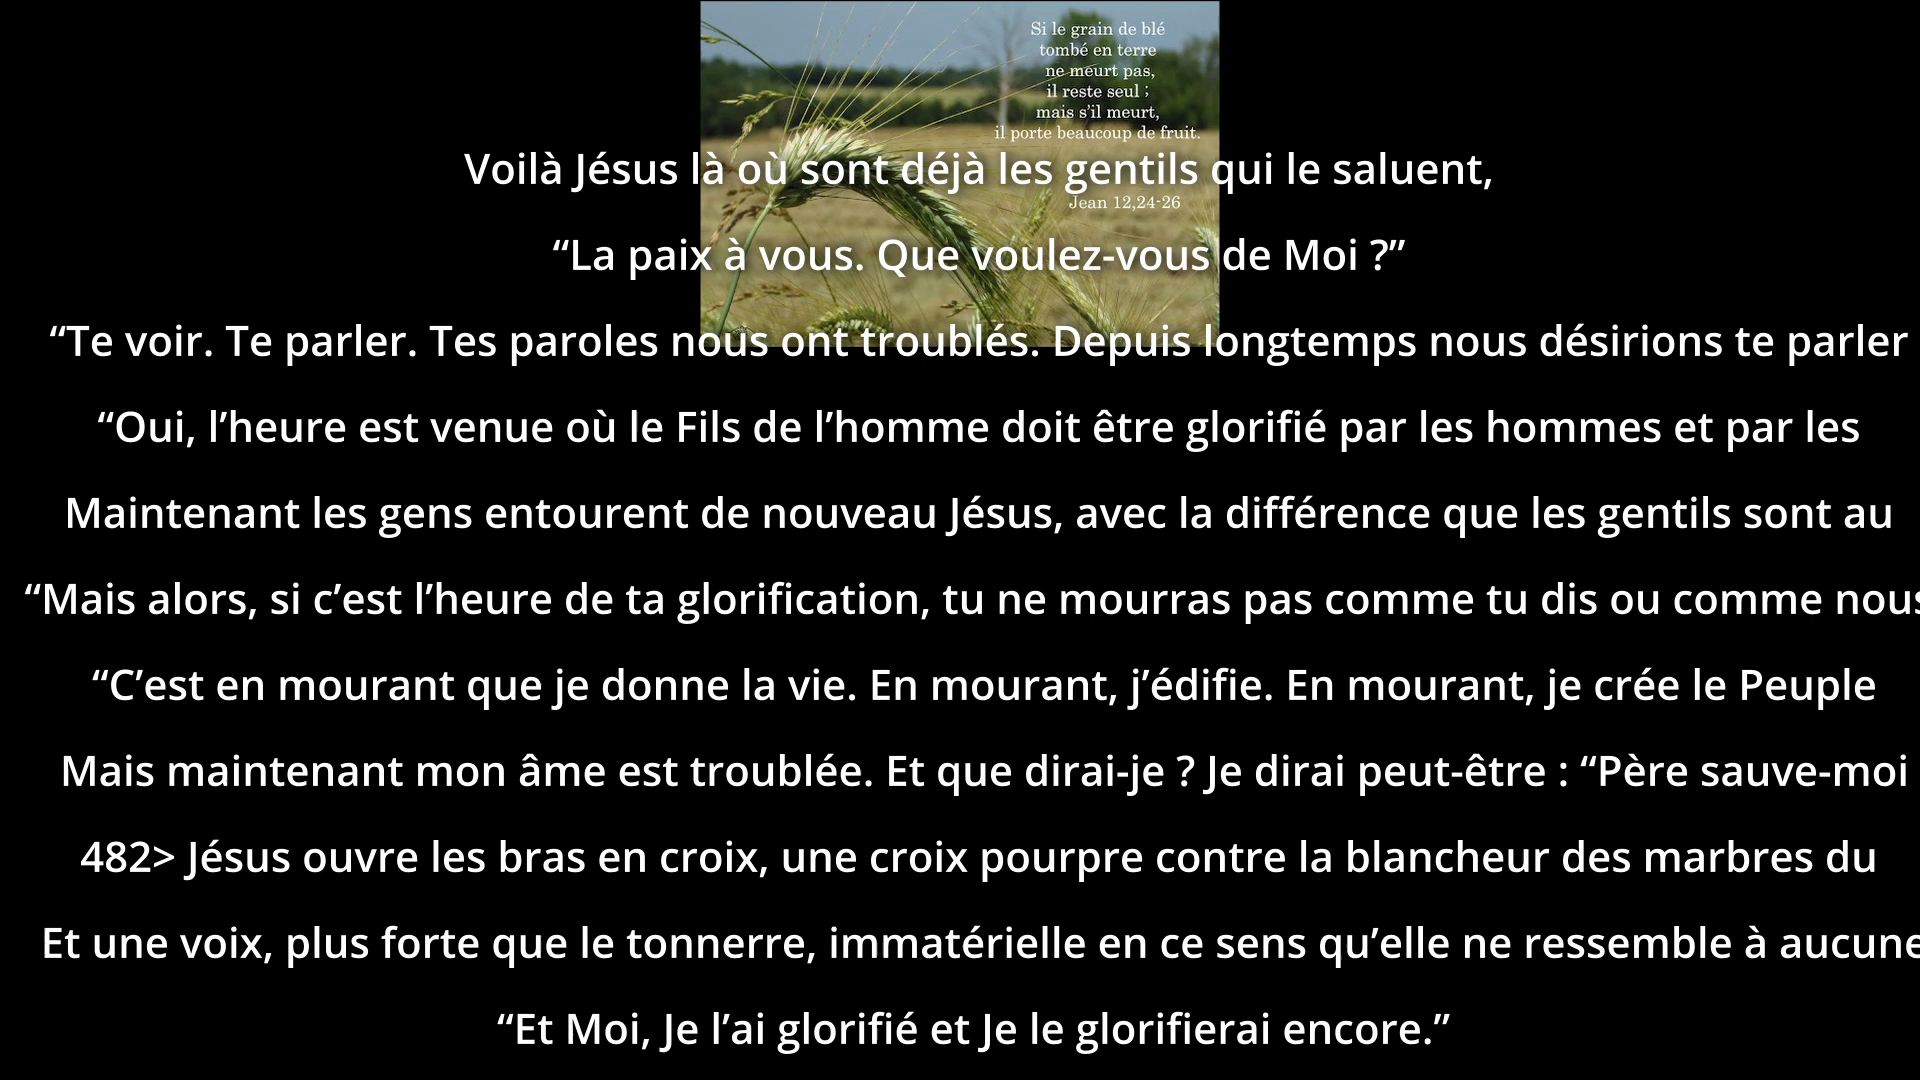 Si le grain de blé
tombé en terre
ne meurt pas,
il reste seul ;
mais s'il meurt,
il porte beaucoup de fruit.
Voilà Jésus là où sont déjà les gentils qui le saluent,
Jean 12,24-26
“La paix à vous. Que voulez-vous de Moi ?”
“Te voir. Te parler. Tes paroles nous ont troublés. Depuis longtemps nous désirions te parler
“Oui, l’heure est venue où le Fils de l’homme doit être glorifié par les hommes et par les
Maintenant les gens entourent de nouveau Jésus, avec la différence que les gentils sont au
“Mais alors, si c’est l’heure de ta glorification, tu ne mourras pas comme tu dis ou comme nous
“C’est en mourant que je donne la vie. En mourant, j’édifie. En mourant, je crée le Peuple
Mais maintenant mon âme est troublée. Et que dirai-je ? Je dirai peut-être : “Père sauve-moi
482> Jésus ouvre les bras en croix, une croix pourpre contre la blancheur des marbres du
Et une voix, plus forte que le tonnerre, immatérielle en ce sens qu’elle ne ressemble à aucune
“Et Moi, Je l’ai glorifié et Je le glorifierai encore.”